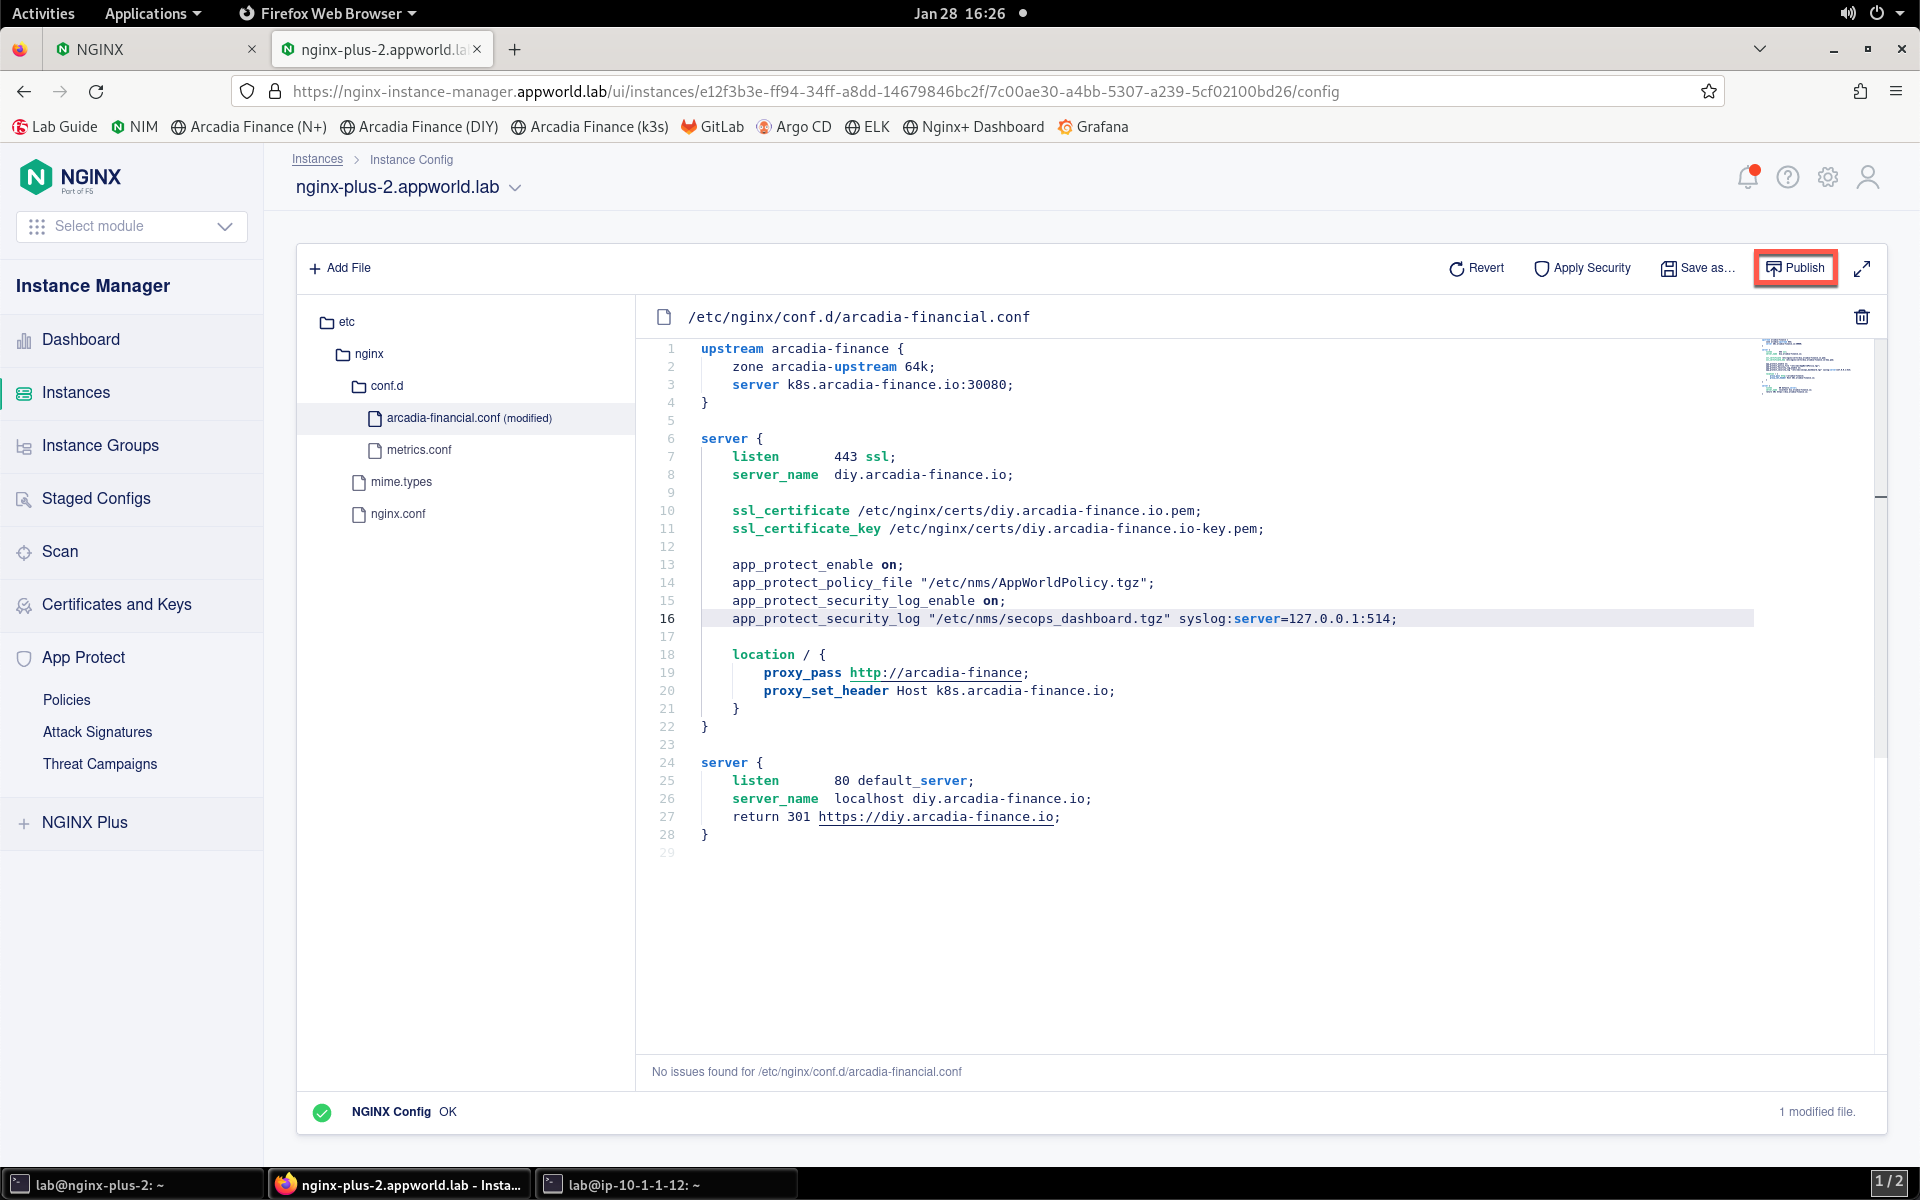 Activities Applications Firefox Web Browser Jan 28 16:26
NGINX nginx-plus-2.appworld.la
https://nginx-instance-manager.appworld.lab/ui/instances/e12f3b3e-ff94-34ff-a8dd-14679846bc2f/7c00ae30-a4bb-5307-a239-5cf02100bd26/config
Lab Guide NIM Arcadia Finance (N+) Arcadia Finance (DIY) Arcadia Finance (k3s) GitLab Argo CD ELK Nginx+ Dashboard Grafana
N NGINX
Part of F5
Select module
Instance Manager
Dashboard
Instances
Instance Groups
Staged Configs
Scan
Certificates and Keys
App Protect
Policies
Attack Signatures
Threat Campaigns
NGINX Plus
Instances > Instance Config
nginx-plus-2.appworld.lab
Add File Revert Apply Security Save as... Publish
etc
nginx
conf.d
arcadia-financial.conf (modified)
metrics.conf
mime.types
nginx.conf
/etc/nginx/conf.d/arcadia-financial.conf
1 upstream arcadia-finance {
2 zone arcadia-upstream 64k;
3 server k8s.arcadia-finance.io:30080;
4 }
5
6 server {
7 listen 443 ssl;
8 server_name diy.arcadia-finance.io;
9
10 ssl_certificate /etc/nginx/certs/diy.arcadia-finance.io.pem;
11 ssl_certificate_key /etc/nginx/certs/diy.arcadia-finance.io-key.pem;
12
13 app_protect_enable on;
14 app_protect_policy_file "/etc/nms/AppWorldPolicy.tgz";
15 app_protect_security_log_enable on;
16 app_protect_security_log "/etc/nms/secops_dashboard.tgz" syslog:server=127.0.0.1:514;
17
18 location / {
19 proxy_pass http://arcadia-finance;
20 proxy_set_header Host k8s.arcadia-finance.io;
21 }
22 }
23
24 server {
25 listen 80 default_server;
26 server_name localhost diy.arcadia-finance.io;
27 return 301 https://diy.arcadia-finance.io;
28 }
29
No issues found for /etc/nginx/conf.d/arcadia-financial.conf
NGINX Config OK 1 modified file.
lab@nginx-plus-2: ~ nginx-plus-2.appworld.lab - Insta... lab@ip-10-1-1-12: ~ 1 / 2